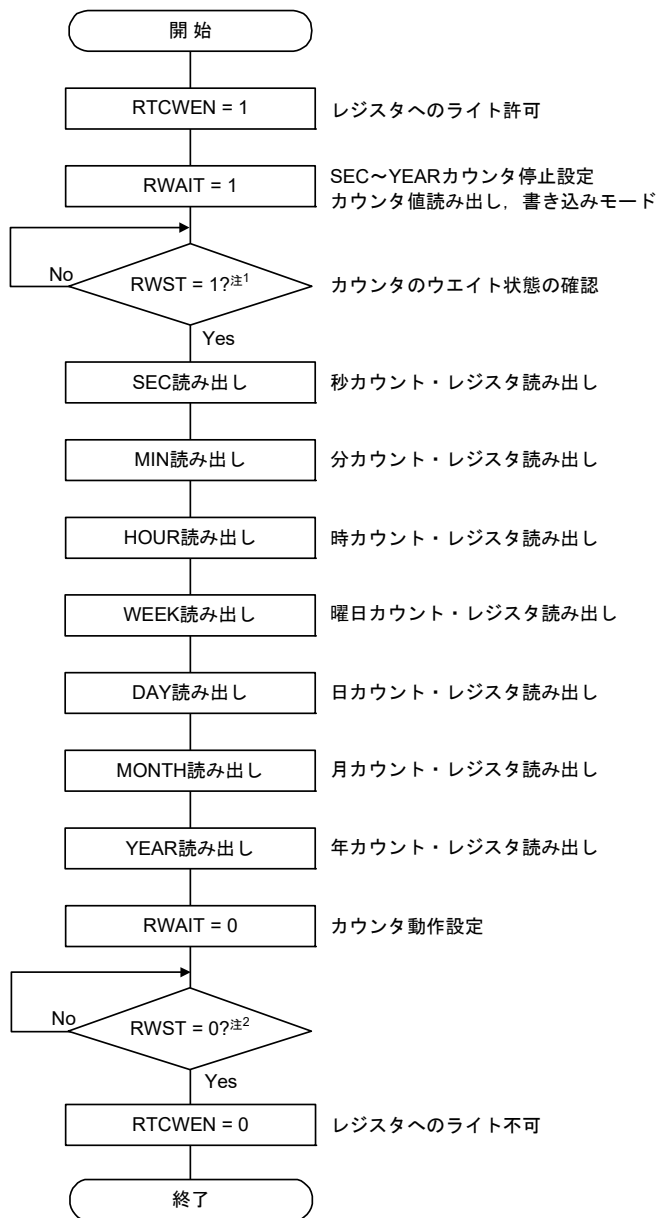 開 始
RTCWEN = 1 レジスタへのライト許可
RWAIT = 1 SEC～YEARカウンタ停止設定
カウンタ値読み出し，書き込みモード
No RWST = 1?注1 カウンタのウエイト状態の確認
Yes
SEC読み出し 秒カウント・レジスタ読み出し
MIN読み出し 分カウント・レジスタ読み出し
HOUR読み出し 時カウント・レジスタ読み出し
WEEK読み出し 曜日カウント・レジスタ読み出し
DAY読み出し 日カウント・レジスタ読み出し
MONTH読み出し 月カウント・レジスタ読み出し
YEAR読み出し 年カウント・レジスタ読み出し
RWAIT = 0 カウンタ動作設定
No RWST = 0?注2
Yes
RTCWEN = 0 レジスタへのライト不可
終了